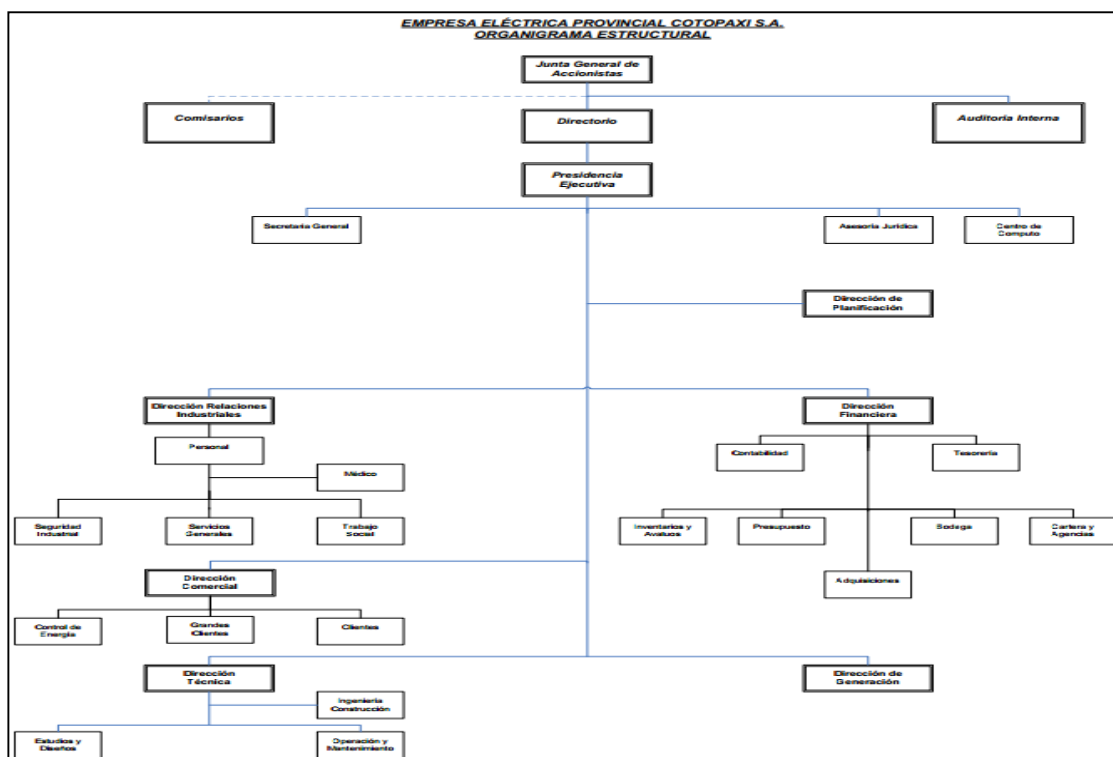 EMPRESA ELÉCTRICA PROVINCIAL COTOPAXI S.A.
ORGANIGRAMA ESTRUCTURAL
Junta General de
Accionistas
Comisarios
Directorio
Auditoría Interna
Presidencia
Ejecutiva
Secretaria General
Asesoría Jurídica
Centro de
Computo
Dirección de
Planificación
Dirección Relaciones
Industriales
Dirección
Financiera
Personal
Contabilidad
Tesorería
Médico
Seguridad
Industrial
Servicios
Generales
Trabajo
Social
Inventarios y
Avaluos
Presupuesto
Bodega
Cartera y
Agencias
Dirección
Comercial
Adquisiciones
Control de
Energía
Grandes
Clientes
Clientes
Dirección
Técnica
Dirección de
Generación
Ingeniería
Construcción
Estudios y
Diseños
Operación y
Mantenimiento